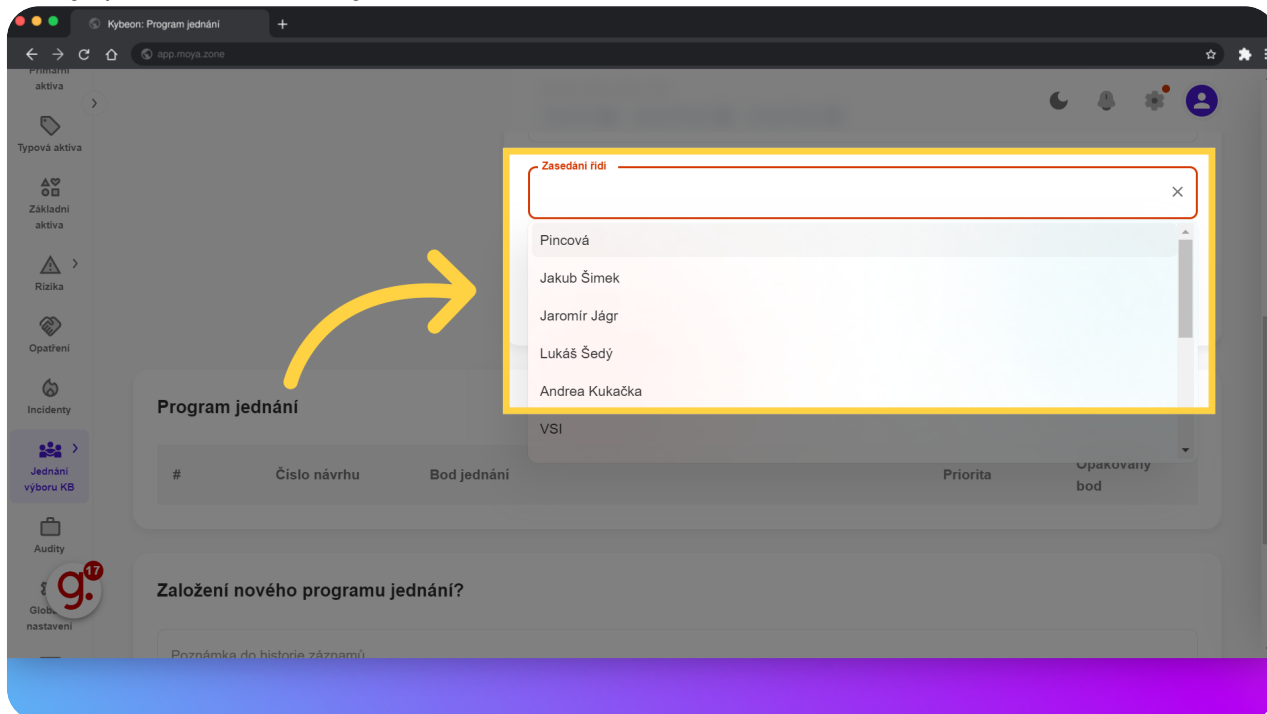 Kybeon: Program jednání
app.moya.zone
Primární
aktiva
Typová aktiva
Základní
aktiva
Rizika
Opatření
Incidenty
Jednání
výboru KB
Audity
g.
17
nastavení
Zasedání řídí
Pincová
Jakub Šimek
Jaromír Jágr
Lukáš Šedý
Andrea Kukačka
VSI
Program jednání
#
Číslo návrhu
Bod jednání
Priorita
Opakovaný
bod
Založení nového programu jednání?
Poznámka do historie záznamů